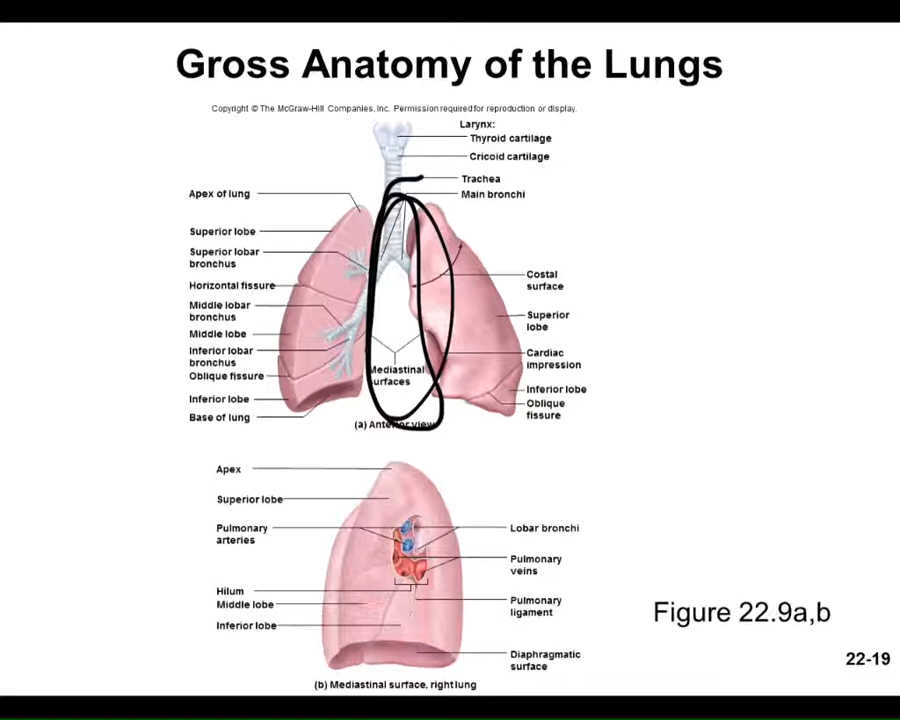 Gross Anatomy of the Lungs
Copyright © The McGraw-Hill Companies, Inc. Permission required for reproduction or display.
Larynx:
Thyroid cartilage
Cricoid cartilage
Trachea
Main bronchi
Apex of lung
Superior lobe
Superior lobar
bronchus
Horizontal fissure
Middle lobar
bronchus
Middle lobe
Inferior lobar
bronchus
Oblique fissure
Inferior lobe
Base of lung
Costal
surface
Superior
lobe
Cardiac
impression
Inferior lobe
Oblique
fissure
Mediastinal
surfaces
(a) Anterior view
Apex
Superior lobe
Pulmonary
arteries
Hilum
Middle lobe
Inferior lobe
Lobar bronchi
Pulmonary
veins
Pulmonary
ligament
Diaphragmatic
surface
(b) Mediastinal surface, right lung
Figure 22.9a,b
22-19